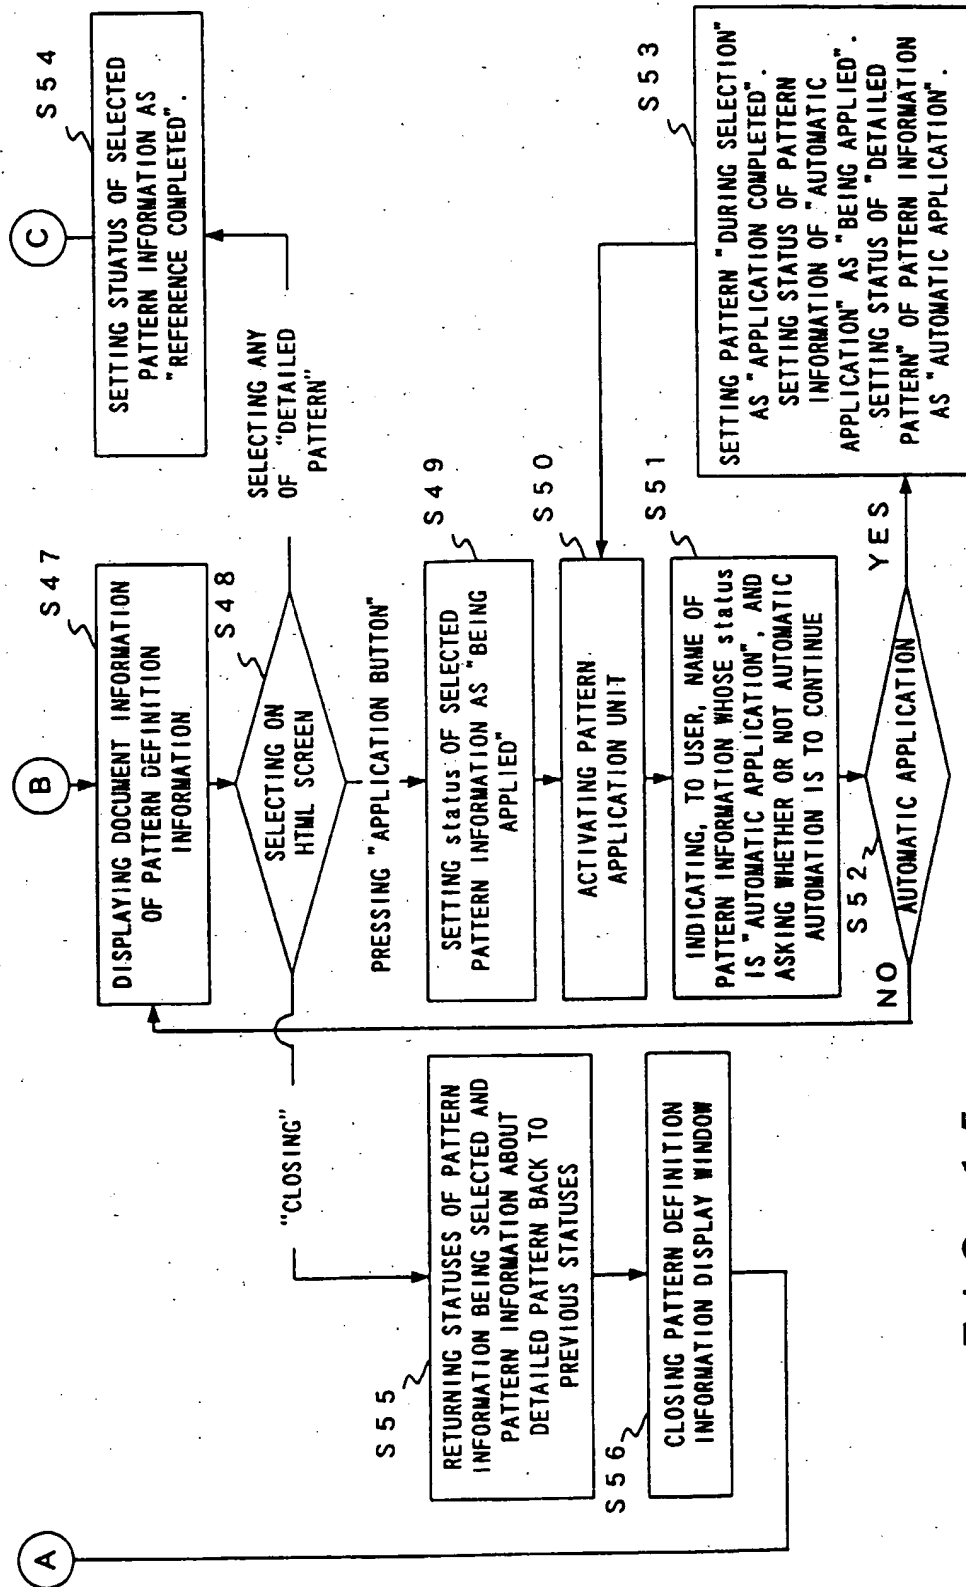 A
B
C
S47
DISPLAYING DOCUMENT INFORMATION
OF PATTERN DEFINITION
INFORMATION
S48
SELECTING ON
HTML SCREEN
"CLOSING"
PRESSING "APPLICATION BUTTON"
SELECTING ANY
OF "DETAILED
PATTERN"
S54
SETTING STUATUS OF SELECTED
PATTERN INFORMATION AS
"REFERENCE COMPLETED".
S49
SETTING status OF SELECTED
PATTERN INFORMATION AS "BEING
APPLIED"
S50
ACTIVATING PATTERN
APPLICATION UNIT
S51
INDICATING, TO USER, NAME OF
PATTERN INFORMATION WHOSE status
IS "AUTOMATIC APPLICATION", AND
ASKING WHETHER OR NOT AUTOMATIC
AUTOMATION IS TO CONTINUE
S52
AUTOMATIC APPLICATION
NO
YES
S53
SETTING PATTERN "DURING SELECTION"
AS "APPLICATION COMPLETED".
SETTING STATUS OF PATTERN
INFORMATION OF "AUTOMATIC
APPLICATION" AS "BEING APPLIED".
SETTING STATUS OF "DETAILED
PATTERN" OF PATTERN INFORMATION
AS "AUTOMATIC APPLICATION".
S55
RETURNING STATUSES OF PATTERN
INFORMATION BEING SELECTED AND
PATTERN INFORMATION ABOUT
DETAILED PATTERN BACK TO
PREVIOUS STATUSES
S56
CLOSING PATTERN DEFINITION
INFORMATION DISPLAY WINDOW